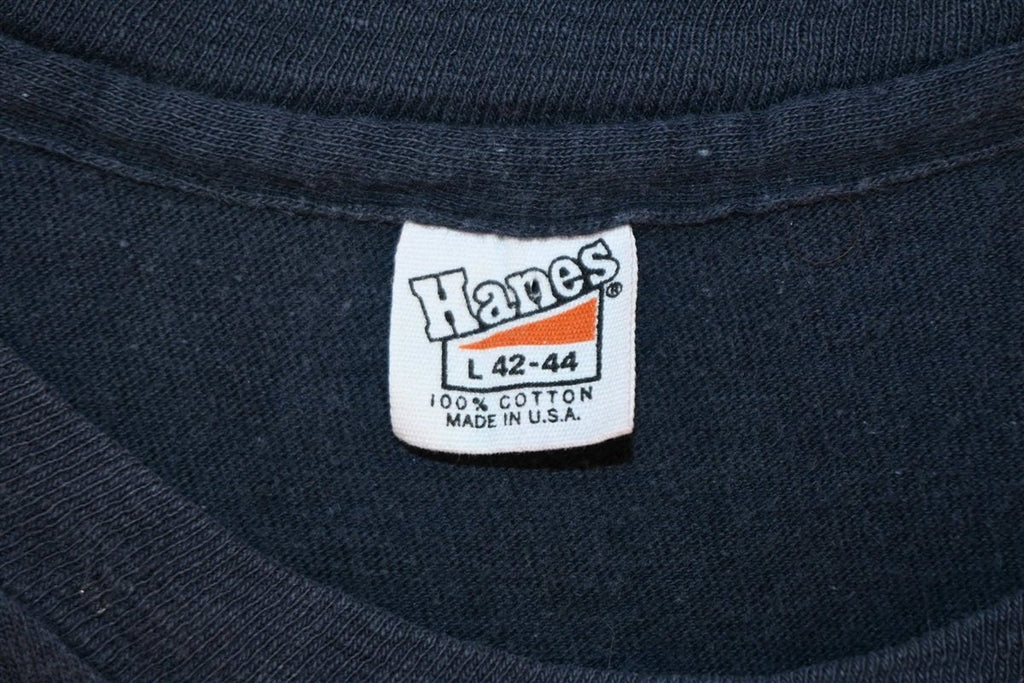 Hanes®
L 42-44
100% COTTON
MADE IN U.S.A.